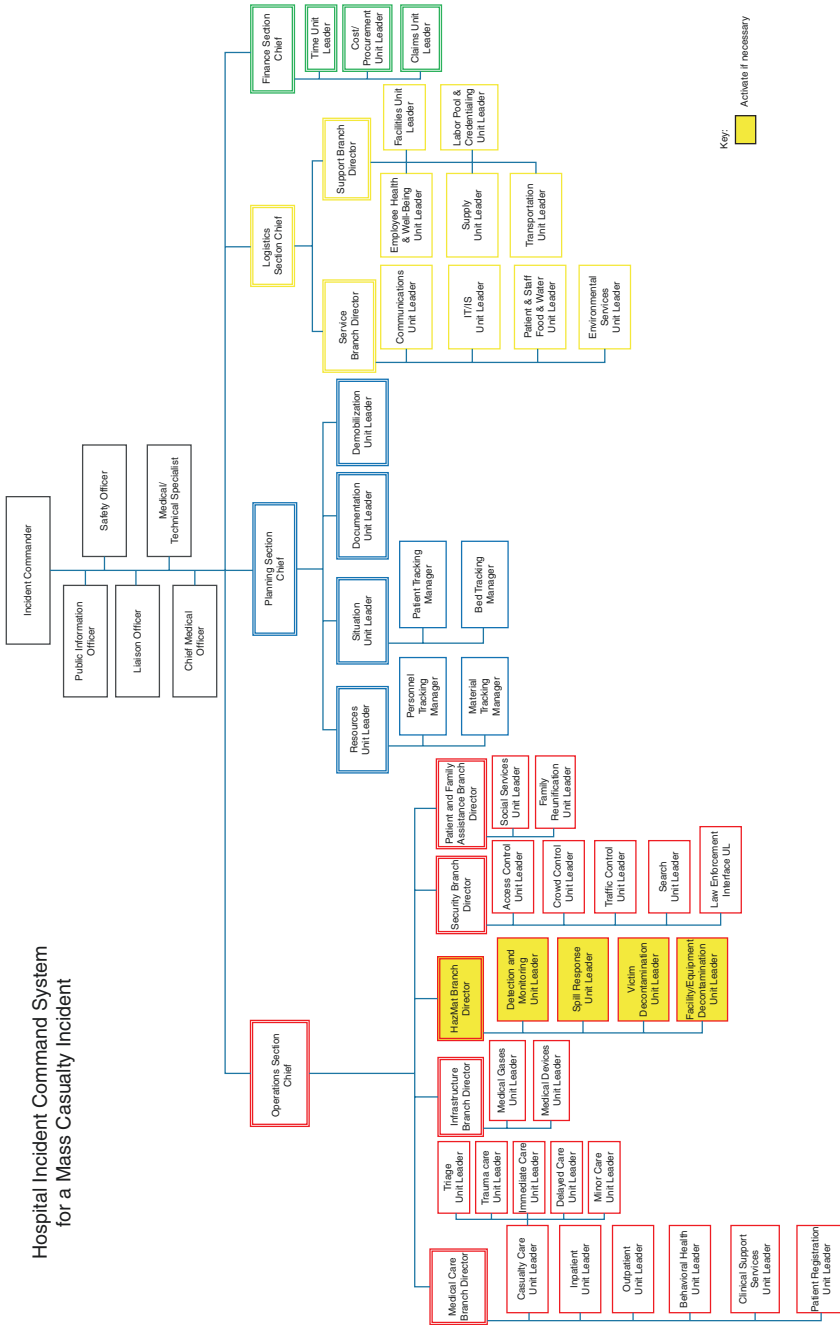 Hospital Incident Command System
for a Mass Casualty Incident
Incident Commander
Public Information
Officer
Safety Officer
Liaison Officer
Medical/
Technical Specialist
Chief Medical
Officer
Operations Section
Chief
Planning Section
Chief
Logistics
Section Chief
Finance Section
Chief
Medical Care
Branch Director
Casualty Care
Unit Leader
Inpatient
Unit Leader
Outpatient
Unit Leader
Behavioral Health
Unit Leader
Clinical Support
Services
Unit Leader
Patient Registration
Unit Leader
Triage
Unit Leader
Trauma care
Unit Leader
Immediate Care
Unit Leader
Delayed Care
Unit Leader
Minor Care
Unit Leader
Infrastructure
Branch Director
Medical Gases
Unit Leader
Medical Devices
Unit Leader
HazMat Branch
Director
Detection and
Monitoring
Unit Leader
Spill Response
Unit Leader
Victim
Decontamination
Unit Leader
Facility/Equipment
Decontamination
Unit Leader
Security Branch
Director
Access Control
Unit Leader
Crowd Control
Unit Leader
Traffic Control
Unit Leader
Search
Unit Leader
Law Enforcement
Interface UL
Patient and Family
Assistance Branch
Director
Social Services
Unit Leader
Family
Reunification
Unit Leader
Resources
Unit Leader
Personnel
Tracking
Manager
Material
Tracking
Manager
Situation
Unit Leader
Patient Tracking
Manager
Bed Tracking
Manager
Documentation
Unit Leader
Demobilization
Unit Leader
Service
Branch Director
Communications
Unit Leader
IT/IS
Unit Leader
Patient & Staff
Food & Water
Unit Leader
Environmental
Services
Unit Leader
Support Branch
Director
Employee Health
& Well-Being
Unit Leader
Supply
Unit Leader
Transportation
Unit Leader
Facilities Unit
Leader
Labor Pool &
Credentialing
Unit Leader
Time Unit
Leader
Cost/
Procurement
Unit Leader
Claims Unit
Leader
Key:
Activate if necessary